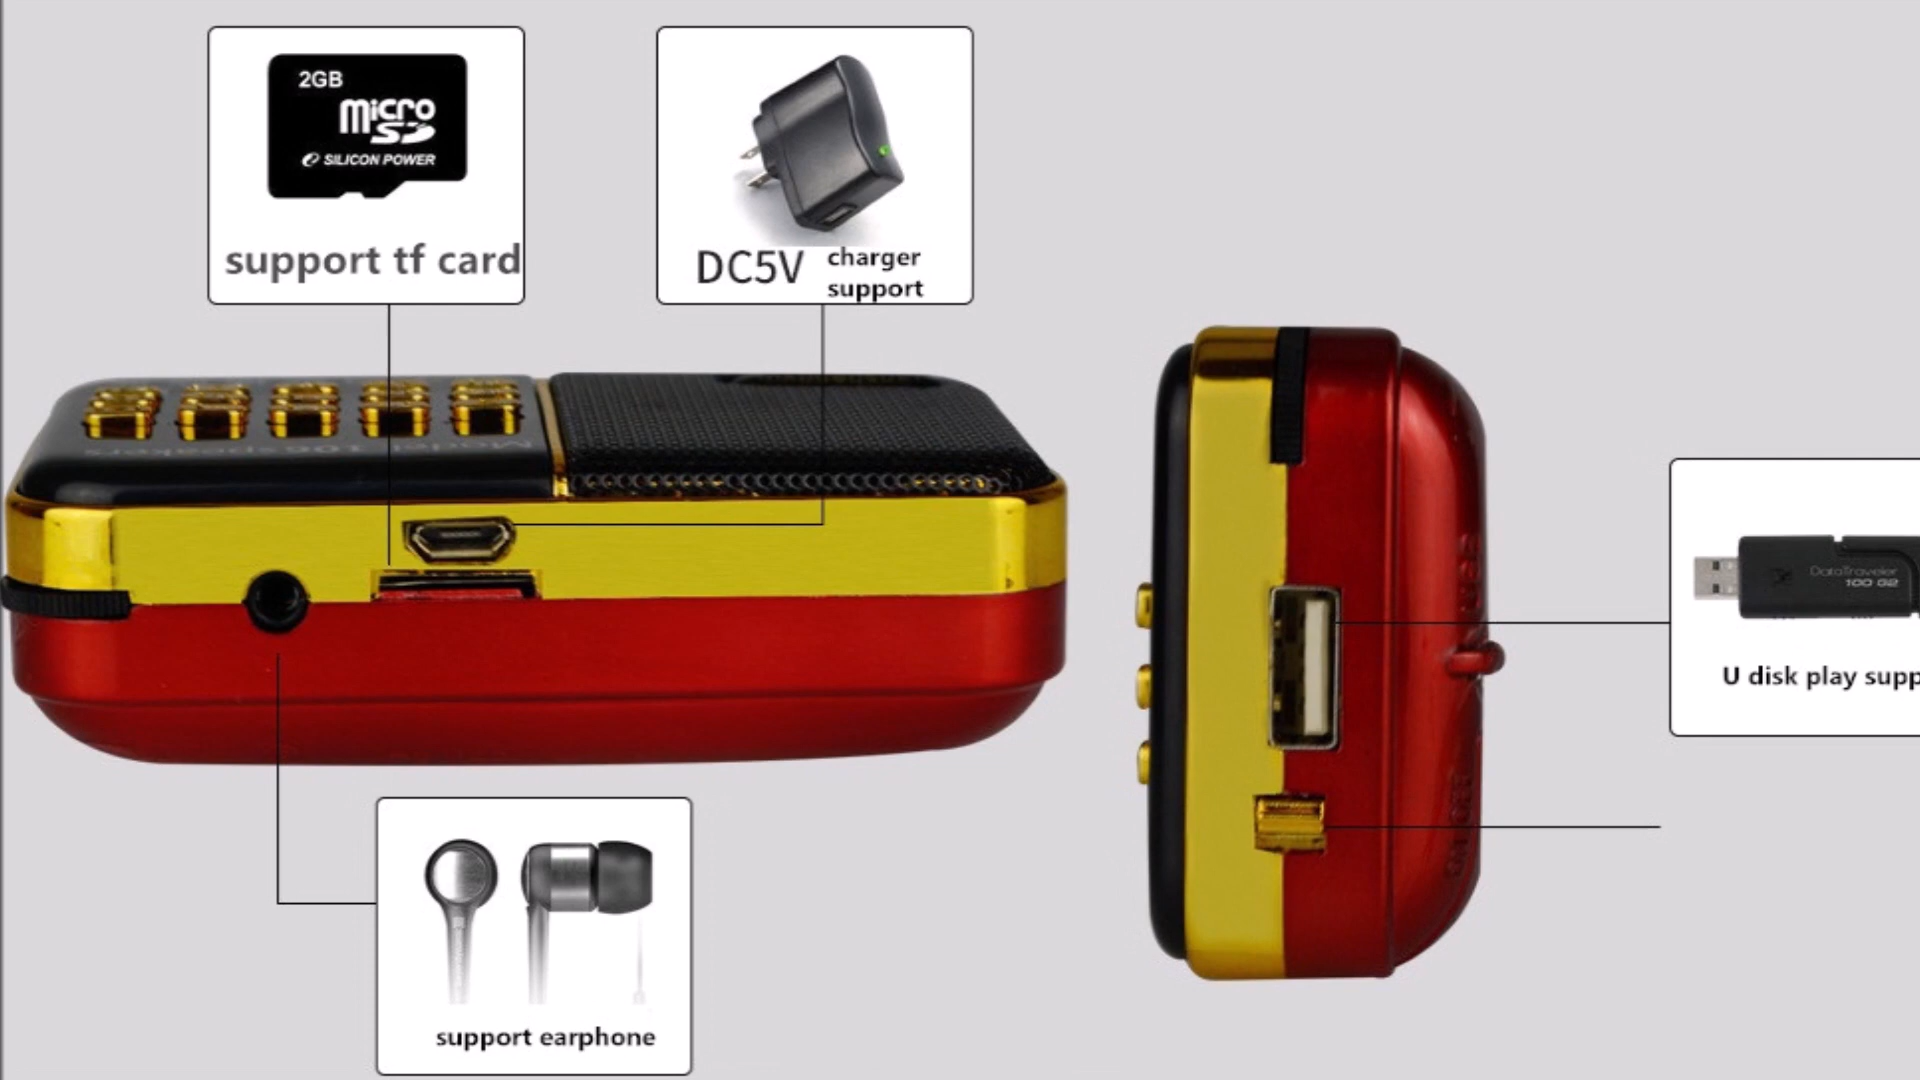 2GB
micro
SD
SILICON POWER
support tf card
DC5V
charger
support
DataTraveler
100 G2
U disk play supp
support earphone